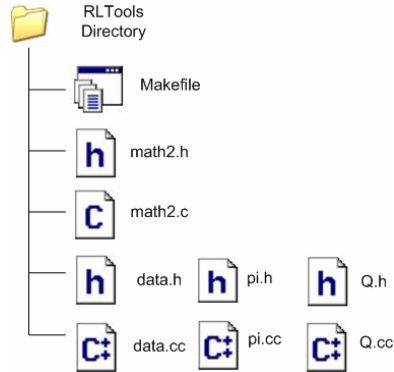 RLTools
Directory
Makefile
h math2.h
C math2.c
h data.h h pi.h h Q.h
C++ data.cc C++ pi.cc C++ Q.cc